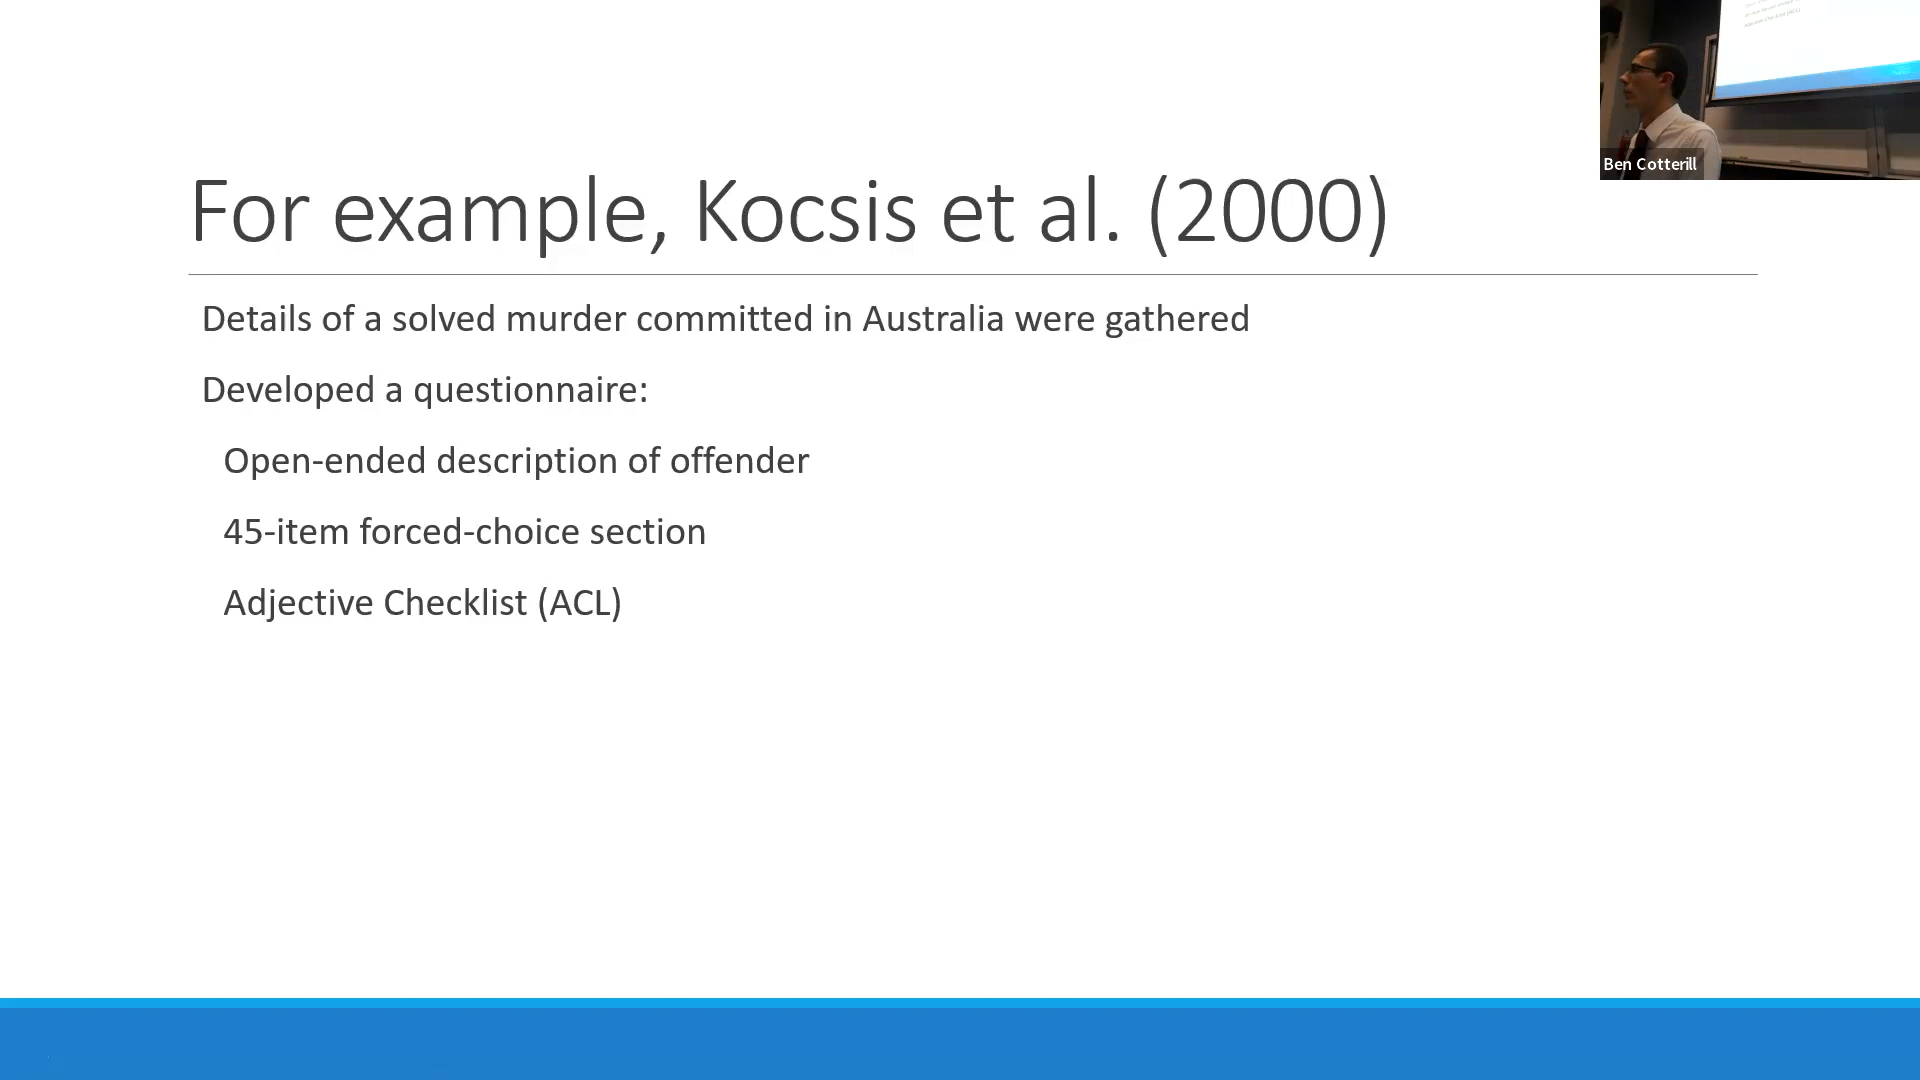 For example, Kocsis et al. (2000)
Details of a solved murder committed in Australia were gathered
Developed a questionnaire:
Open-ended description of offender
45-item forced-choice section
Adjective Checklist (ACL)
Ben Cotterill